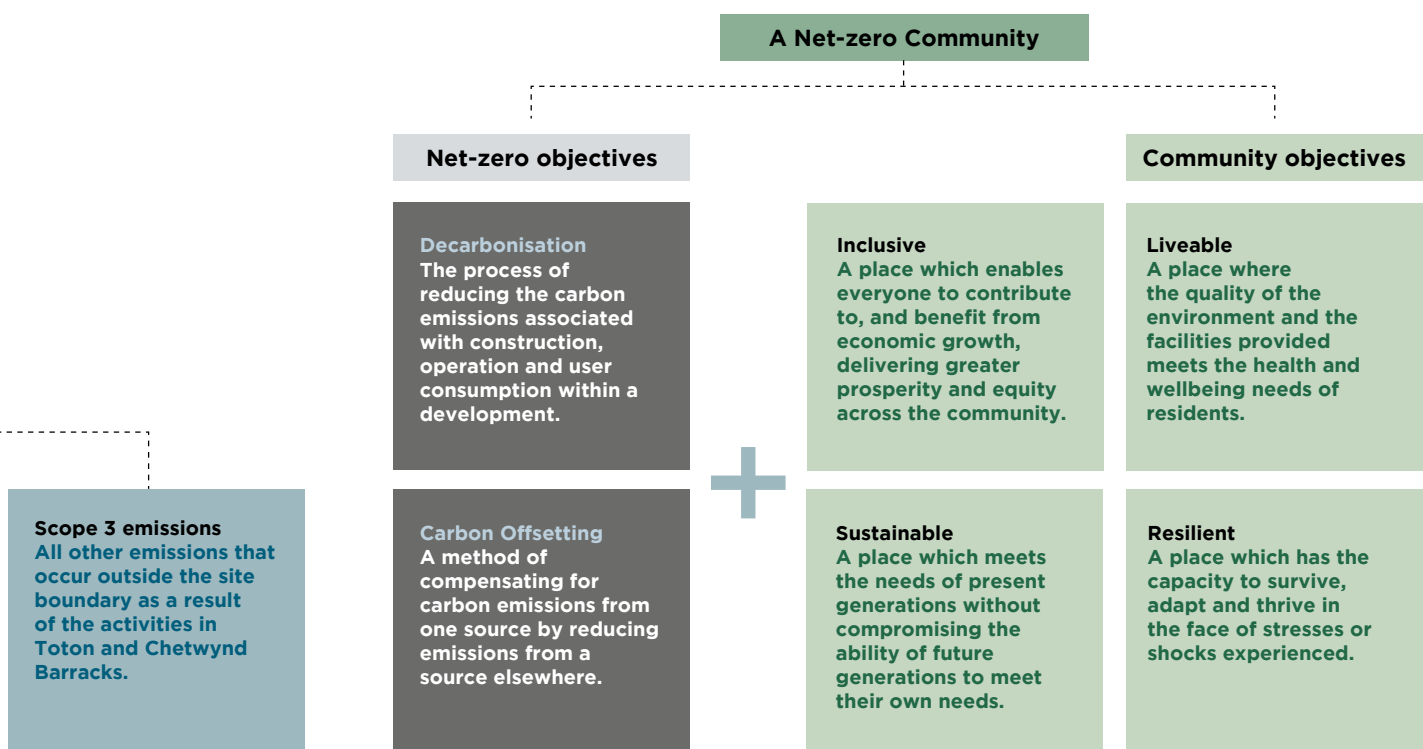 A Net-zero Community
Net-zero objectives
Community objectives
Decarbonisation
The process of
reducing the carbon
emissions associated
with construction,
operation and user
consumption within a
development.
Inclusive
A place which enables
everyone to contribute
to, and benefit from
economic growth,
delivering greater
prosperity and equity
across the community.
Liveable
A place where
the quality of the
environment and the
facilities provided
meets the health and
wellbeing needs of
residents.
Scope 3 emissions
All other emissions that
occur outside the site
boundary as a result
of the activities in
Toton and Chetwynd
Barracks.
Carbon Offsetting
A method of
compensating for
carbon emissions from
one source by reducing
emissions from a
source elsewhere.
+
Sustainable
A place which meets
the needs of present
generations without
compromising the
ability of future
generations to meet
their own needs.
Resilient
A place which has the
capacity to survive,
adapt and thrive in
the face of stresses or
shocks experienced.